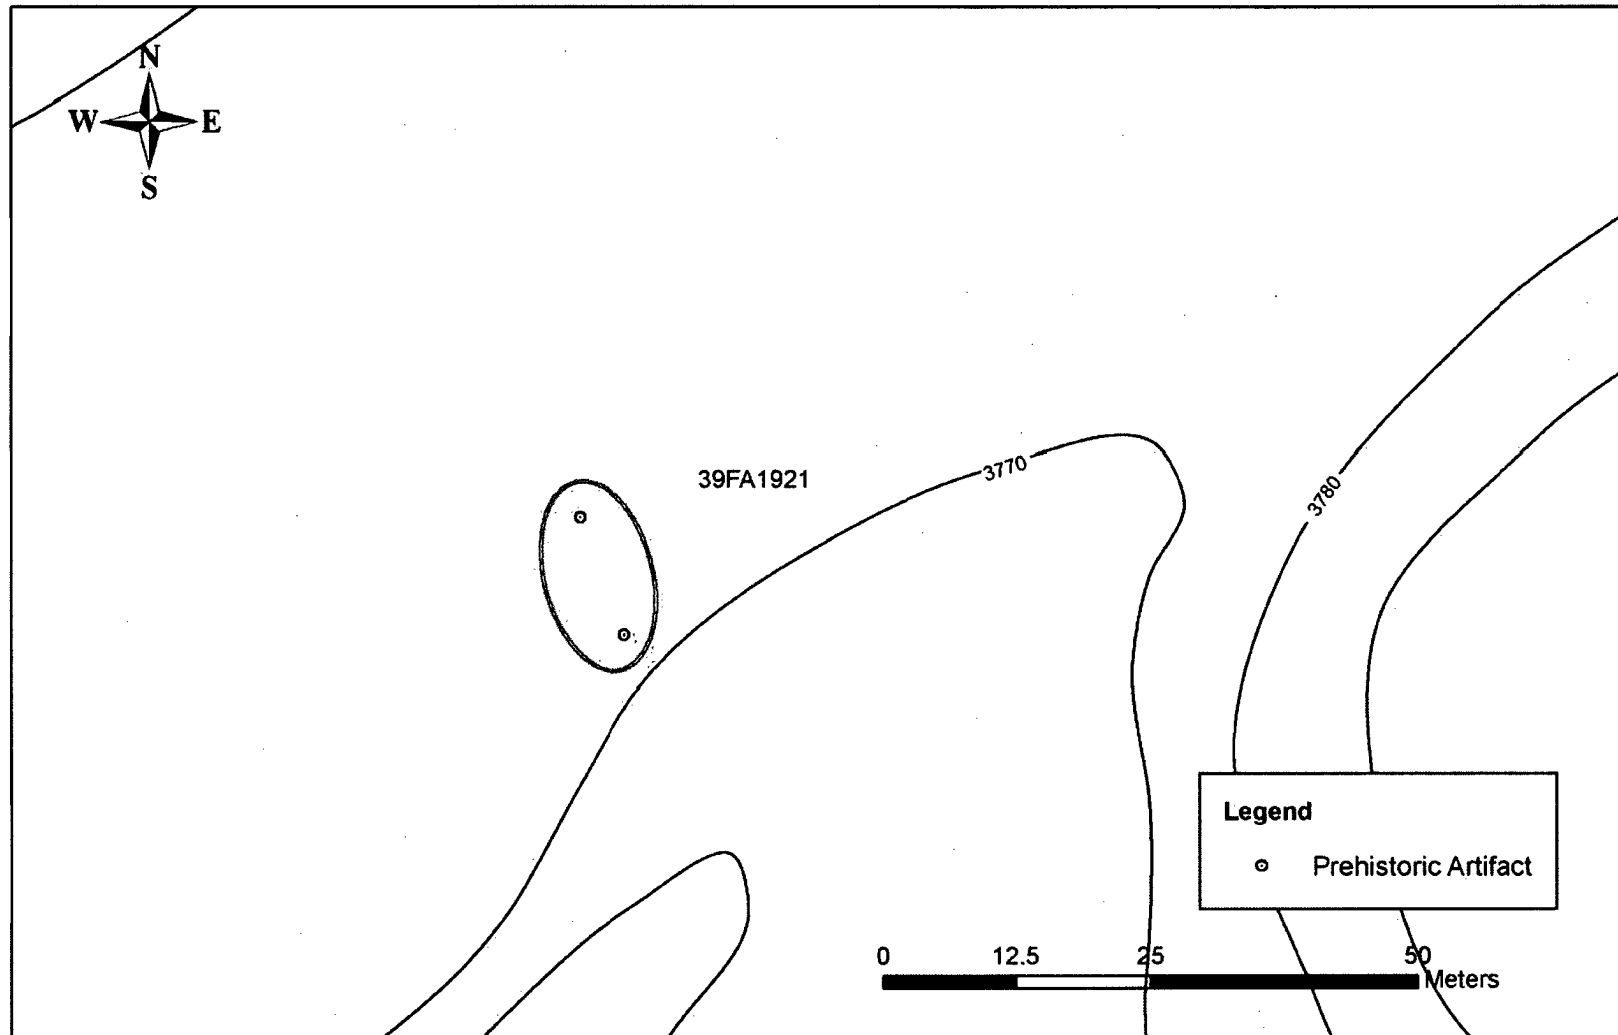 N
W E
S
39FA1921
3770
3780
Legend
Prehistoric Artifact
0 12.5 25 50
Meters